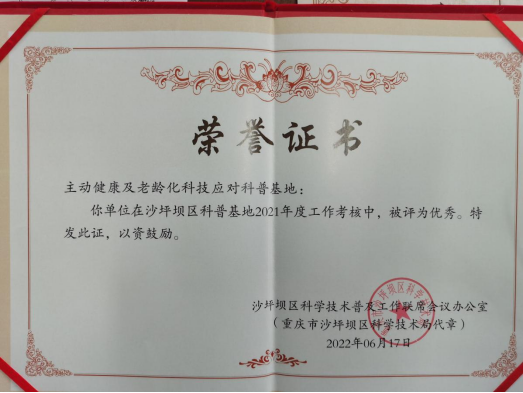 荣誉证书
主动健康及老龄化科技应对科普基地：
你单位在沙坪坝区科普基地2021年度工作考核中，被评为优秀。特
发此证，以资鼓励。
沙坪坝区科学技术普及工作联席会议办公室
（重庆市沙坪坝区科学技术局代章）
2022年06月17日